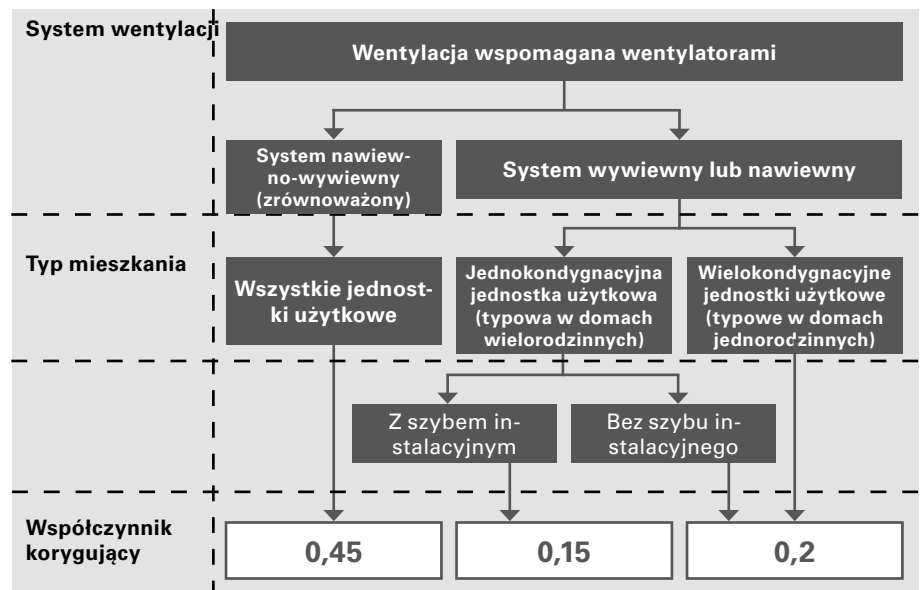 System wentylacji
Wentylacja wspomagana wentylatorami
System nawiew-
no-wywiewny
(zrównoważony)
System wywiewny lub nawiewny
Typ mieszkania
Wszystkie jednost-
ki użytkowe
Jednokondygnacyjna
jednostka użytkowa
(typowa w domach
wielorodzinnych)
Wielokondygnacyjne
jednostki użytkowe
(typowe w domach
jednorodzinnych)
Z szybem in-
stalacyjnym
Bez szybu in-
stalacyjnego
Współczynnik
korygujący
0,45
0,15
0,2